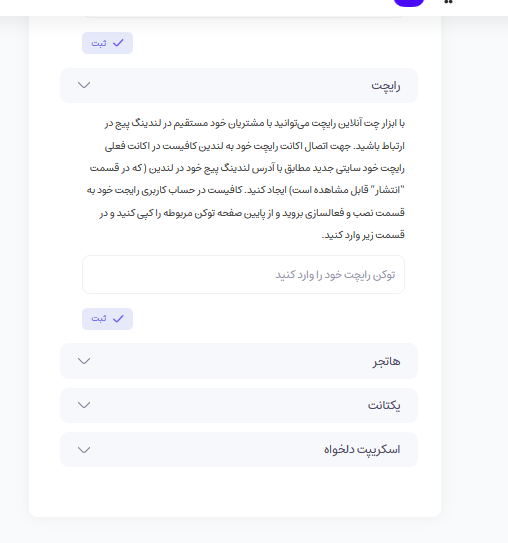 ثبت
رایچت
با ابزار چت آنلاین رایچت می‌توانید با مشتریان خود مستقیم در لندینگ پیج در
ارتباط باشید. جهت اتصال اکانت رایچت خود به لندین کافیست در اکانت فعلی
رایچت خود سایتی جدید مطابق با آدرس لندینگ پیج خود در لندین ( که در قسمت
"انتشار" قابل مشاهده است) ایجاد کنید. کافیست در حساب کاربری رایچت خود به
قسمت نصب و فعالسازی بروید و از پایین صفحه توکن مربوطه را کپی کنید و در
قسمت زیر وارد کنید.
توکن رایچت خود را وارد کنید
ثبت
هاتجر
یکتانت
اسکریپت دلخواه